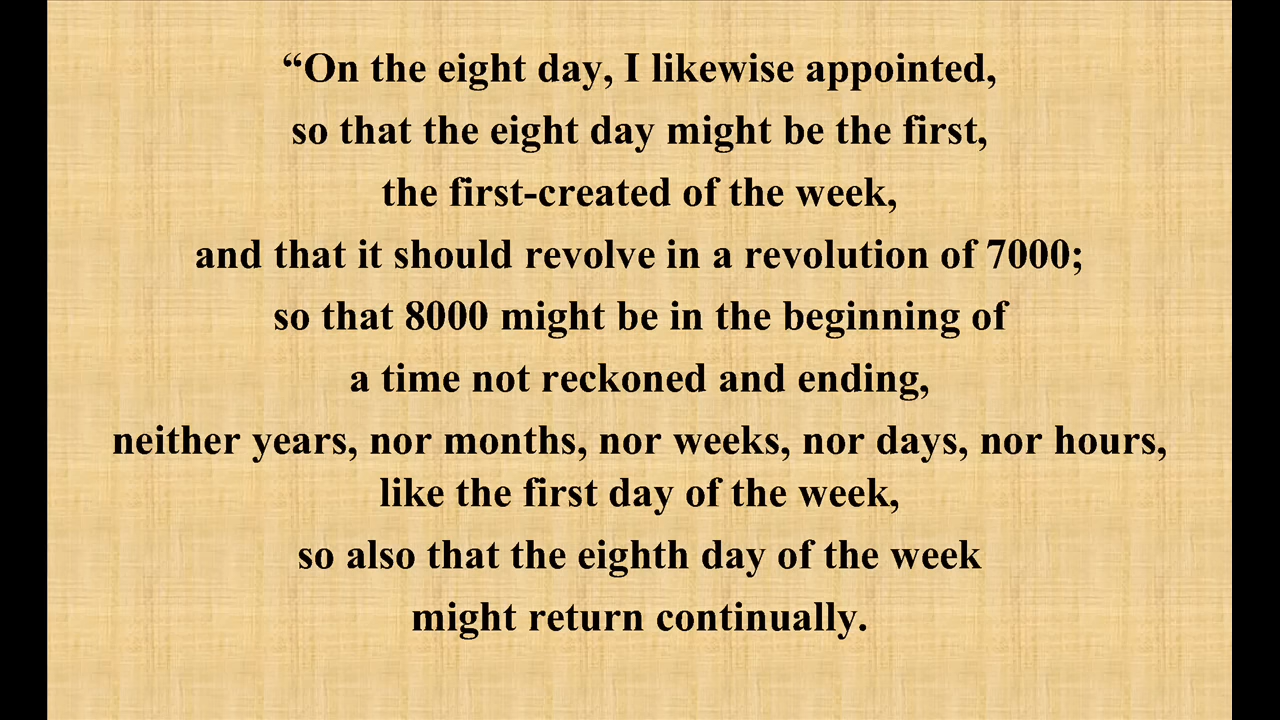 “On the eight day, I likewise appointed,
so that the eight day might be the first,
the first-created of the week,
and that it should revolve in a revolution of 7000;
so that 8000 might be in the beginning of
a time not reckoned and ending,
neither years, nor months, nor weeks, nor days, nor hours,
like the first day of the week,
so also that the eighth day of the week
might return continually.